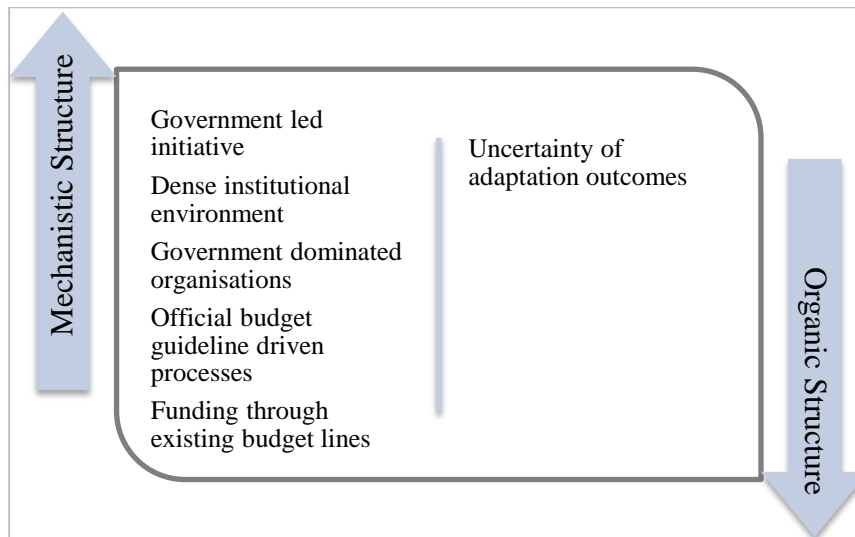 Mechanistic Structure
Government led
initiative
Dense institutional
environment
Government dominated
organisations
Official budget
guideline driven
processes
Funding through
existing budget lines
Uncertainty of
adaptation outcomes
Organic Structure